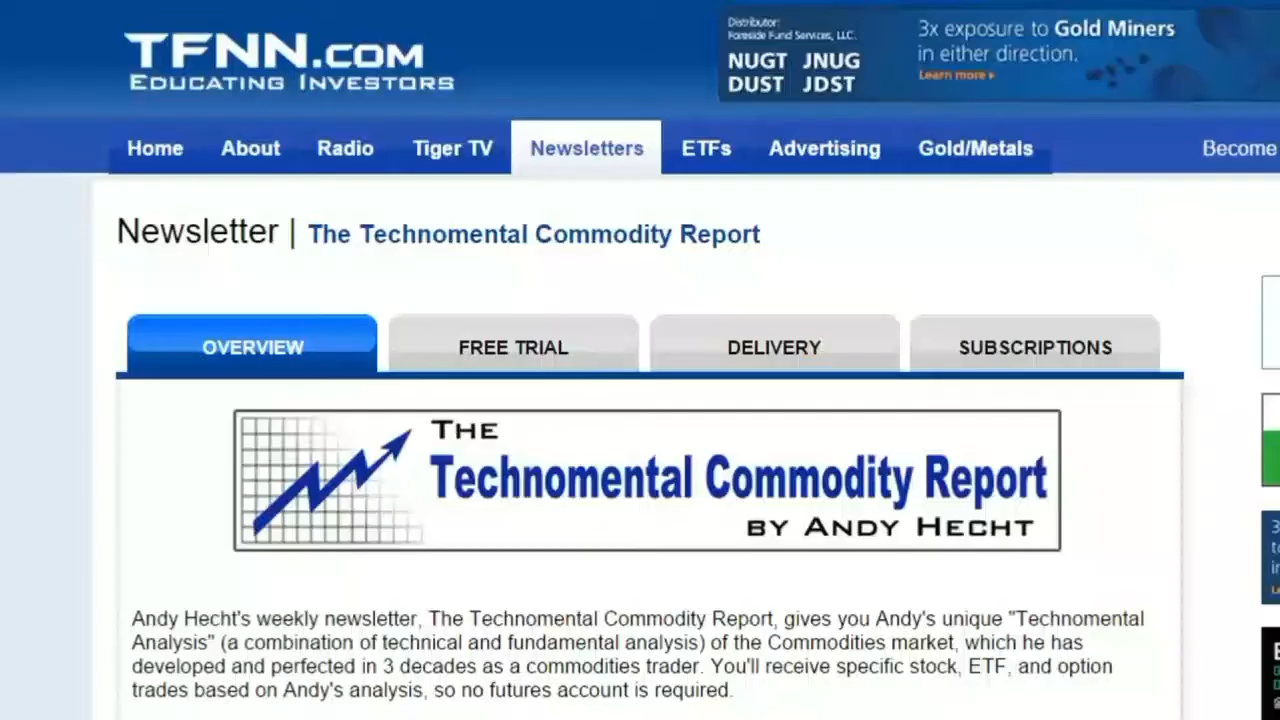 TFNN.COM
EDUCATING INVESTORS
Distributor:
Foreside Fund Services, LLC.
NUGT JNUG
DUST JDST
3x exposure to Gold Miners
in either direction.
Learn more
Home About Radio Tiger TV Newsletters ETFs Advertising Gold/Metals Become
Newsletter | The Technomental Commodity Report
OVERVIEW FREE TRIAL DELIVERY SUBSCRIPTIONS
THE
Technomental Commodity Report
BY ANDY HECHT
Andy Hecht's weekly newsletter, The Technomental Commodity Report, gives you Andy's unique "Technomental
Analysis" (a combination of technical and fundamental analysis) of the Commodities market, which he has
developed and perfected in 3 decades as a commodities trader. You'll receive specific stock, ETF, and option
trades based on Andy's analysis, so no futures account is required.